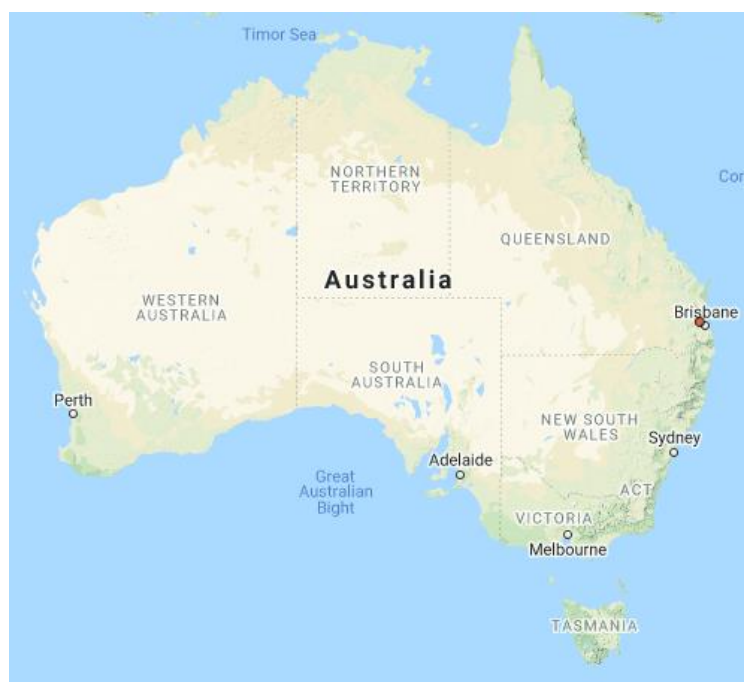 Timor Sea
NORTHERN
TERRITORY
Cor
QUEENSLAND
Australia
WESTERN
AUSTRALIA
Brisbane
SOUTH
AUSTRALIA
Perth
NEW SOUTH
WALES
Sydney
Adelaide
Great
Australian
Bight
ACT
VICTORIA
Melbourne
TASMANIA